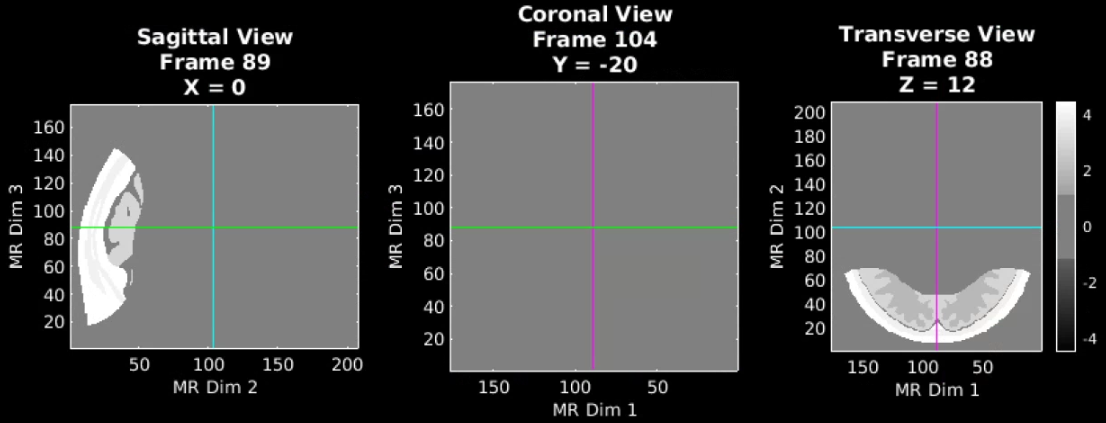 Sagittal View
Frame 89
X = 0
160
140
120
100
80
60
40
20
MR Dim 3
50
100
150
200
MR Dim 2
Coronal View
Frame 104
Y = -20
160
140
120
100
80
60
40
20
MR Dim 3
150
100
50
MR Dim 1
Transverse View
Frame 88
Z = 12
200
180
160
140
120
100
80
60
40
20
MR Dim 2
150
100
50
MR Dim 1
4
2
0
-2
-4